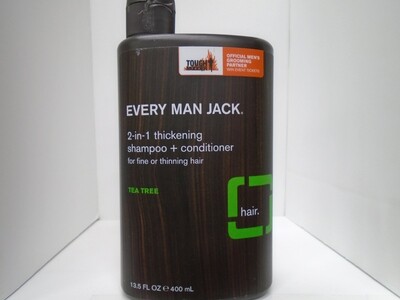 TOUGH
OFFICIAL MEN'S
GROOMING
PARTNER
EVERY MAN JACK.
2-in-1 thickening
shampoo + conditioner
for fine or thinning hair
TEA TREE
hair.
13.5 FL OZ ℮ 400 mL